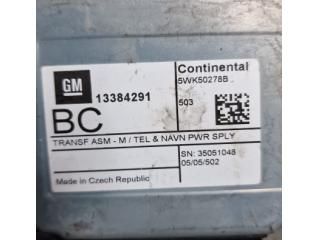 GM
Continental
13384291
5WK50278B
503
BC
TRANSF ASM - M / TEL & NAVN PWR SPLY
SN: 35051048
05/05/502
Made in Czech Republic